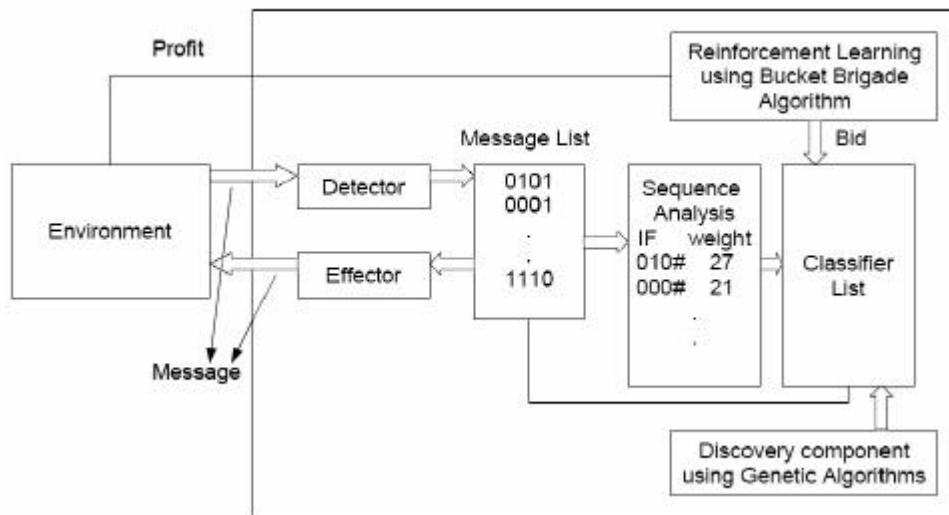 Profit
Reinforcement Learning
using Bucket Brigade
Algorithm
Bid
Message List
Environment
Detector
Effector
Message
0101
0001
.
.
1110
Sequence
Analysis
IF weight
010# 27
000# 21
.
.
Classifier
List
Discovery component
using Genetic Algorithms